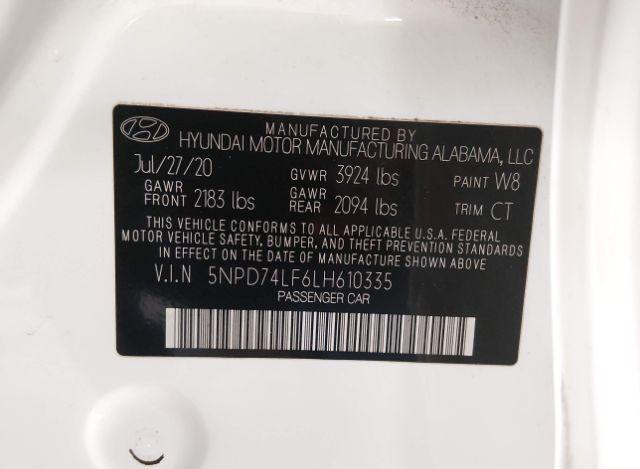 MANUFACTURED BY
HYUNDAI MOTOR MANUFACTURING ALABAMA, LLC
Jul/27/20 GVWR 3924 lbs PAINT W8
GAWR FRONT 2183 lbs GAWR REAR 2094 lbs TRIM CT
THIS VEHICLE CONFORMS TO ALL APPLICABLE U.S.A. FEDERAL
MOTOR VEHICLE SAFETY, BUMPER, AND THEFT PREVENTION STANDARDS
IN EFFECT ON THE DATE OF MANUFACTURE SHOWN ABOVE.
V.I.N 5NPD74LF6LH610335
PASSENGER CAR